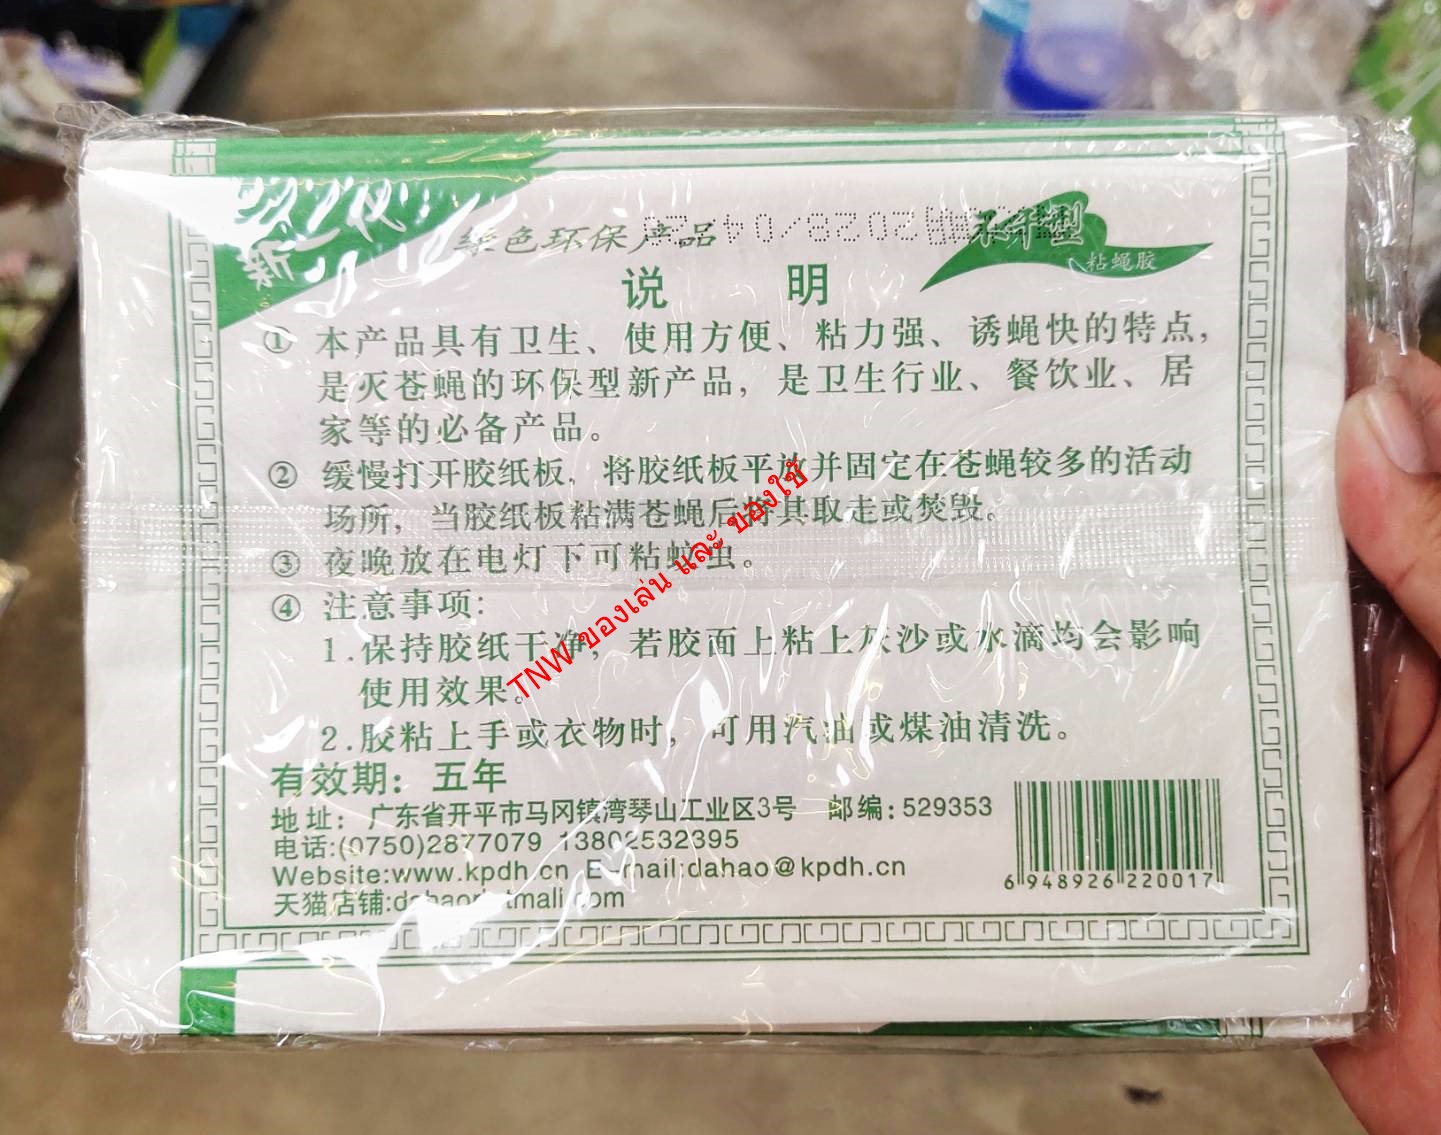 新一代
绿色环保产品
不干型
粘蝇胶
说 明
① 本产品具有卫生、使用方便、粘力强、诱蝇快的特点,
是灭苍蝇的环保型新产品, 是卫生行业、餐饮业、居
家等的必备产品。
② 缓慢打开胶纸板, 将胶纸板平放并固定在苍蝇较多的活动
场所, 当胶纸板粘满苍蝇后将其取走或焚毁。
③ 夜晚放在电灯下可粘蚊虫。
④ 注意事项:
1.保持胶纸干净, 若胶面上粘上灰沙或水滴均会影响
使用效果。
2.胶粘上手或衣物时, 可用汽油或煤油清洗。
有效期: 五年
地址: 广东省开平市马冈镇湾琴山工业区3号 邮编:529353
电话:(0750)2877079 13802532395
Website:www.kpdh.cn E-mail:dahao@kpdh.cn
天猫店铺:
6 948926 220017
TNW ของเล่น และ ของใช้